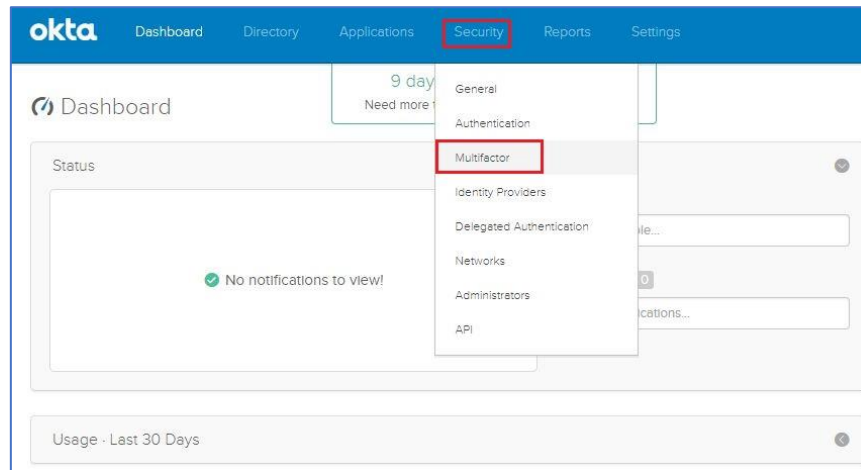 okta Dashboard Directory Applications Security Reports Settings
9 day
Need more
Dashboard
General
Authentication
Multifactor
Identity Providers
Delegated Authentication
Networks
Administrators
API
Status
No notifications to view!
0
Usage · Last 30 Days